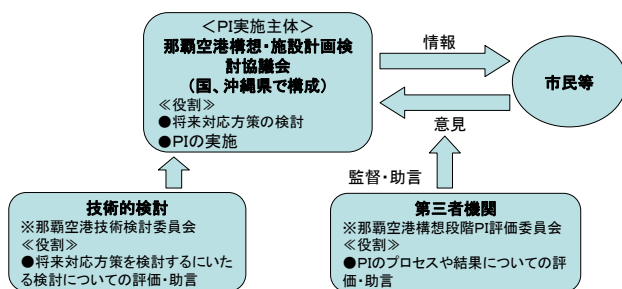 ＜PI実施主体＞
那覇空港構想・施設計画検
討協議会
（国、沖縄県で構成）
≪役割≫
●将来対応方策の検討
●PIの実施
情報
市民等
意見
監督・助言
技術的検討
※那覇空港技術検討委員会
≪役割≫
●将来対応方策を検討するにいた
る検討についての評価・助言
第三者機関
※那覇空港構想段階PI評価委員会
≪役割≫
●PIのプロセスや結果についての評
価・助言